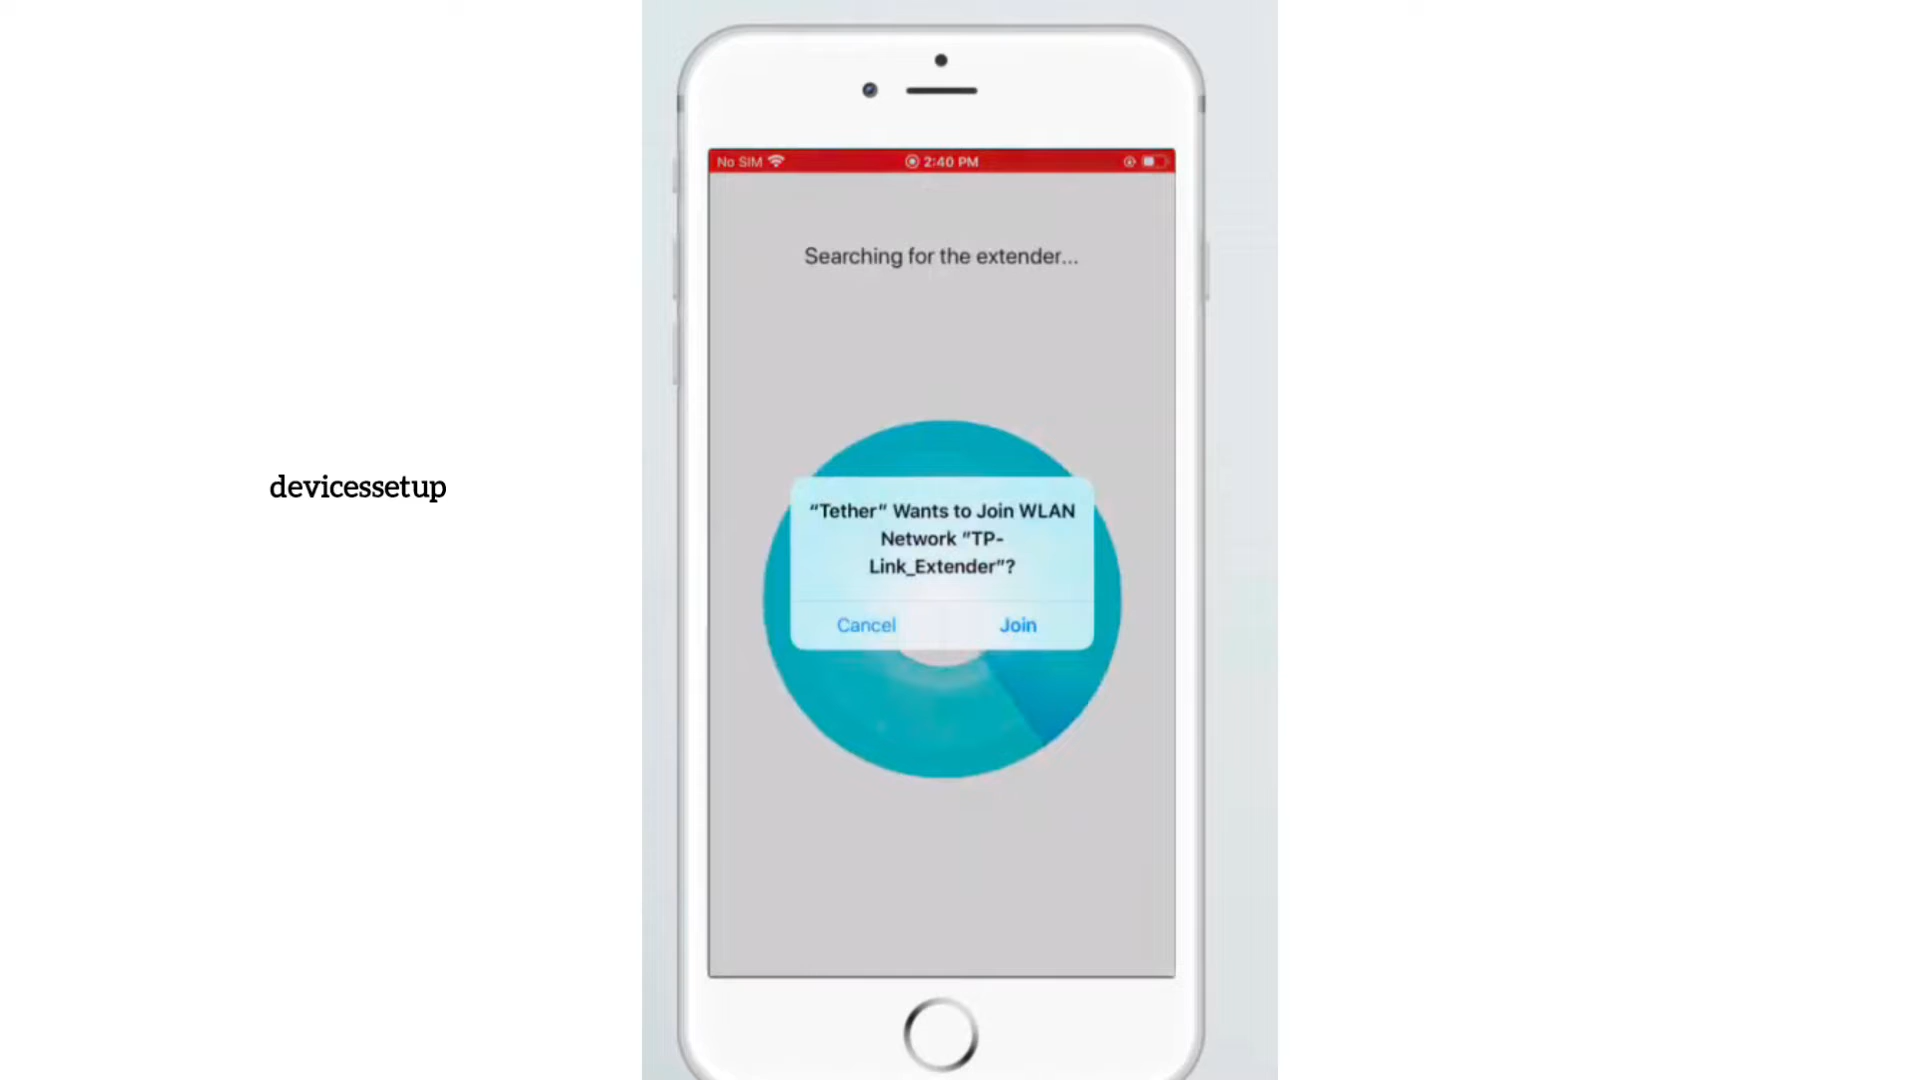 No SIM 2:40 PM
Searching for the extender...
devicessetup
“Tether” Wants to Join WLAN
Network “TP-
Link_Extender”?
Cancel Join